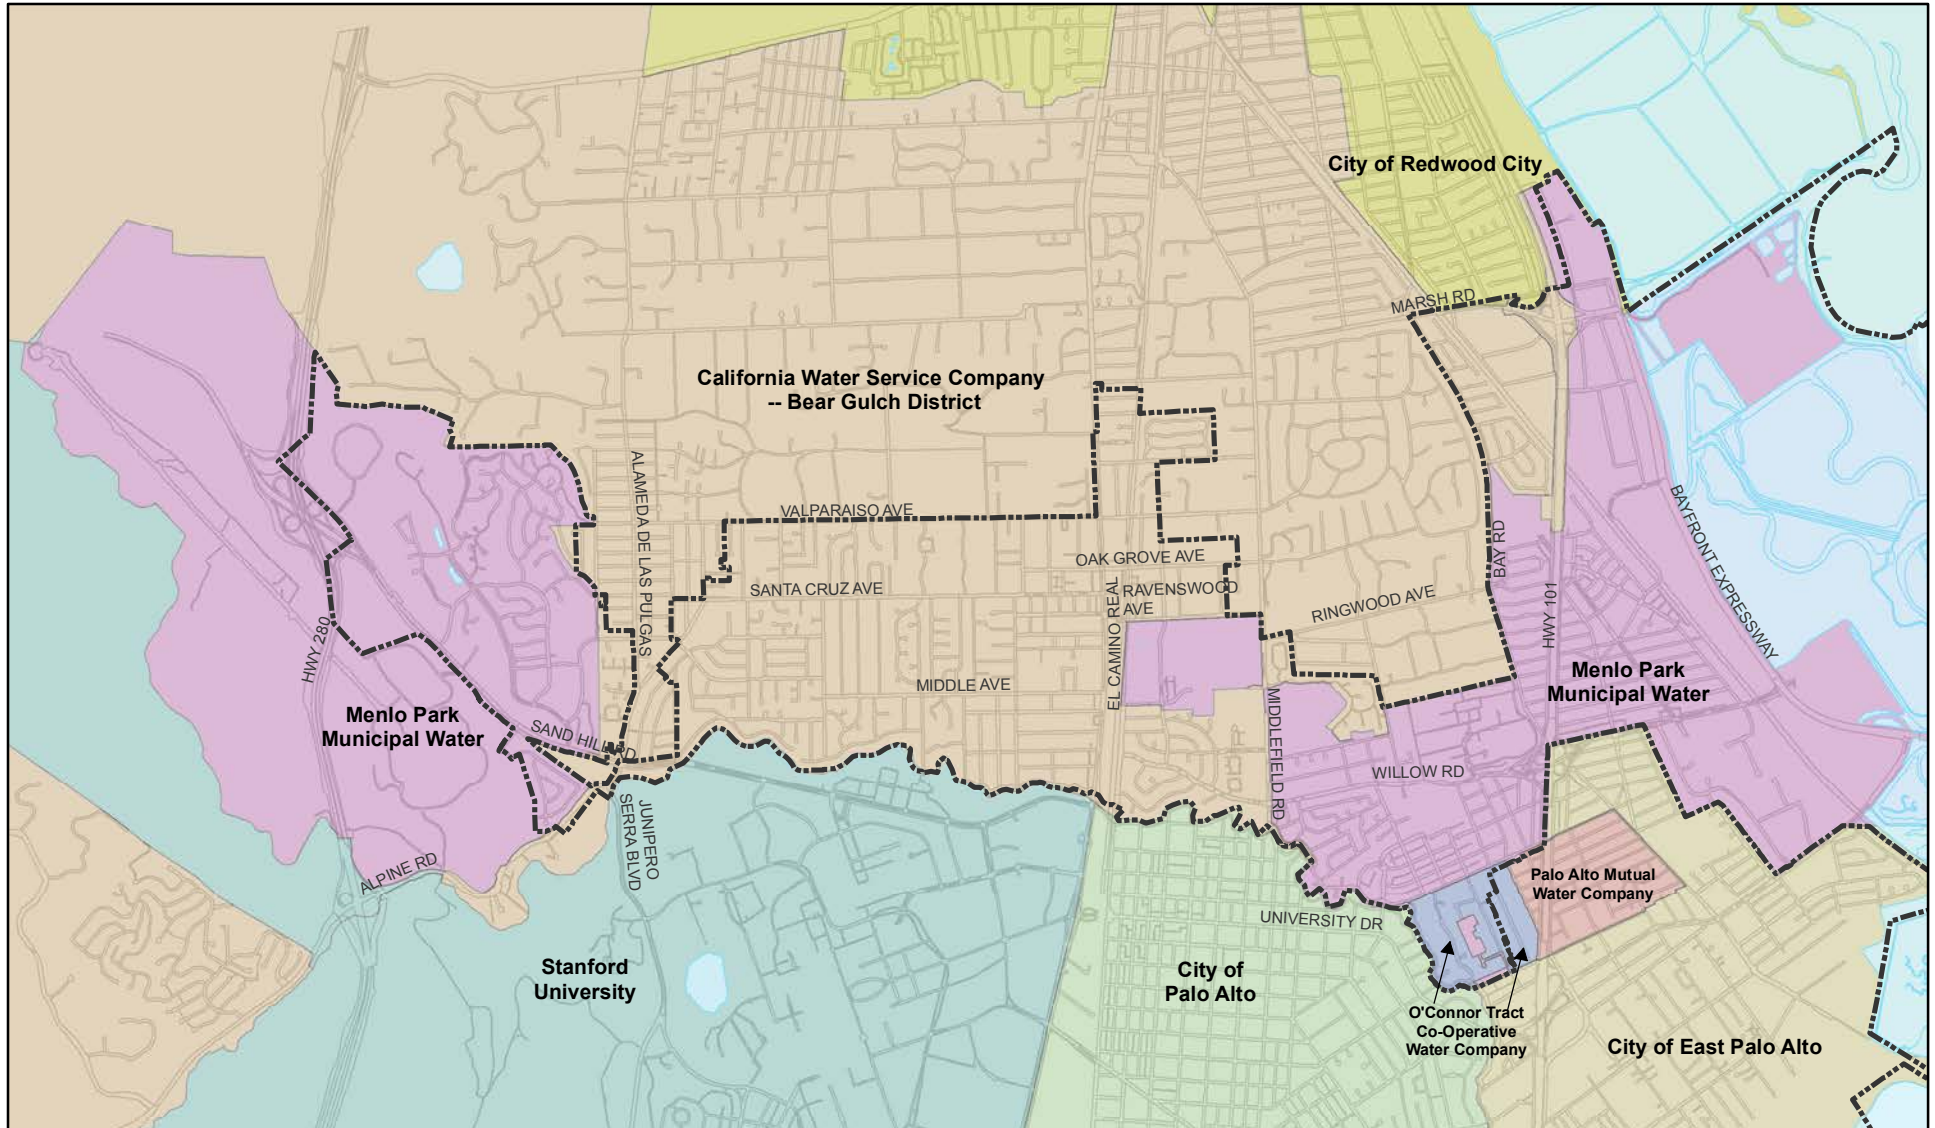 City of Redwood City
MARSH RD
California Water Service Company
-- Bear Gulch District
ALAMEDA DE LAS PULGAS
VALPARAISO AVE
BAYFRONT EXPRESSWAY
BAY RD
OAK GROVE AVE
SANTA CRUZ AVE
EL CAMINO REAL
RAVENSWOOD
AVE
RINGWOOD AVE
HWY 101
HWY 280
MIDDLE AVE
Menlo Park
Municipal Water
MIDDLEFIELD RD
Menlo Park
Municipal Water
SAND HILL RD
WILLOW RD
JUNIPERO
SERRA BLVD
ALPINE RD
Palo Alto Mutual
Water Company
UNIVERSITY DR
Stanford
University
City of
Palo Alto
O'Connor Tract
Co-Operative
Water Company
City of East Palo Alto